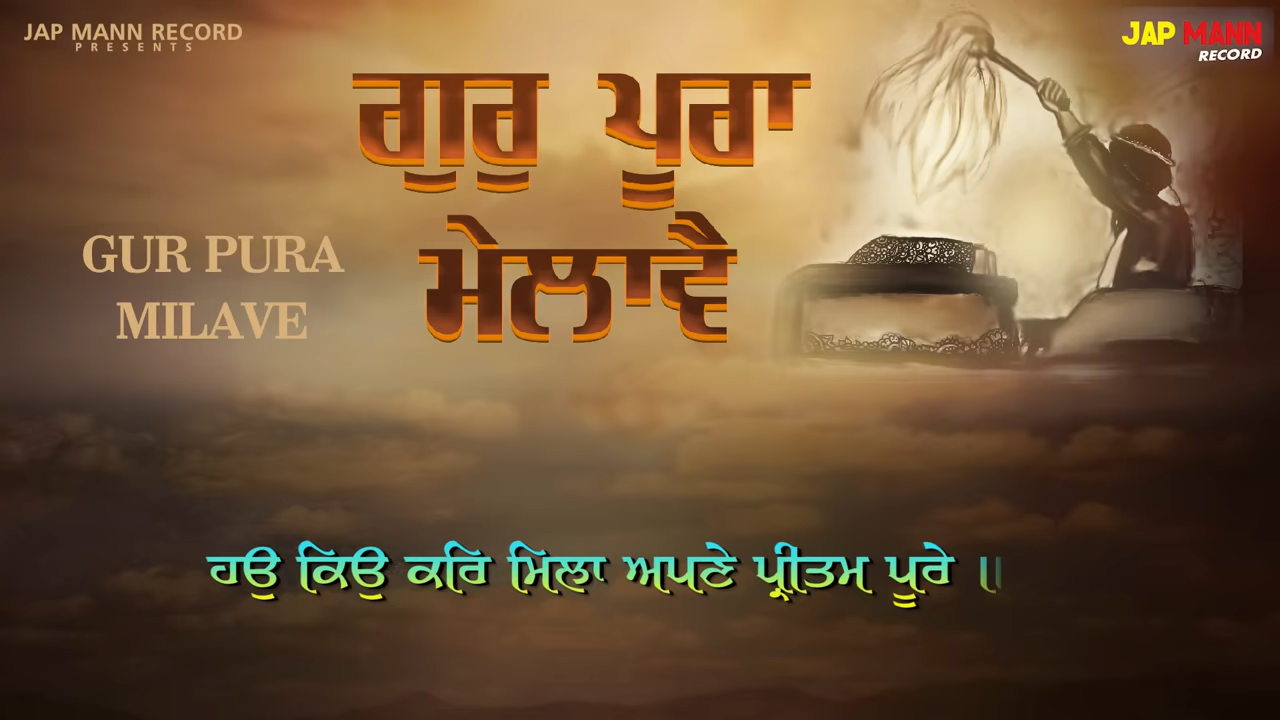 JAP MANN RECORD
PRESENTS
JAP MANN
RECORD
ਗੁਰੁ ਪੂਰਾ
ਮੇਲਾਵੈ
GUR PURA
MILAVE
ਹਉ ਕਿਉ ਕਰਿ ਮਿਲਾ ਅਪਣੇ ਪ੍ਰੀਤਮ ਪੂਰੇ ॥